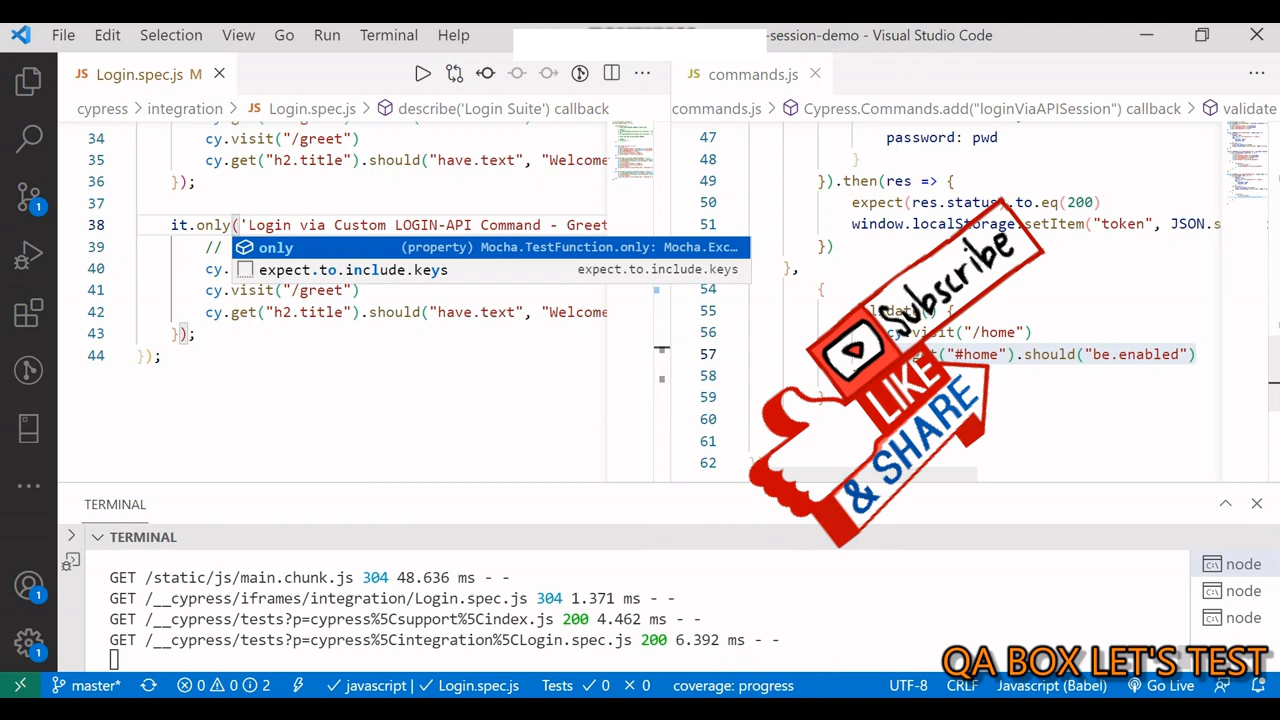 File Edit Selection View Go Run Terminal Help
-session-demo - Visual Studio Code
JS Login.spec.js M
JS commands.js
cypress > integration > JS Login.spec.js > describe('Login Suite') callback
commands.js > Cypress.Commands.add("loginViaAPISession") callback > validate
34 cy.visit("/greet"
35 cy.get("h2.title").should("have.text", "Welcome
36 });
37
38 it.only('Login via Custom LOGIN-API Command - Greet
39 //
40 cy.
41 cy.visit("/greet")
42 cy.get("h2.title").should("have.text", "Welcome
43 });
44 });
only (property) Mocha.TestFunction.only: Mocha.Exc...
expect.to.include.keys expect.to.include.keys
47 password: pwd
48 }
49 }).then(res => {
50 expect(res.status).to.eq(200)
51 window.localStorage.setItem("token", JSON.s
52 })
},
54 {
55 () {
56 cy.visit("/home")
57 ("#home").should("be.enabled")
58
59
60
61
62
Subscribe
LIKE
& SHARE
TERMINAL
TERMINAL
GET /static/js/main.chunk.js 304 48.636 ms - -
GET /__cypress/iframes/integration/Login.spec.js 304 1.371 ms - -
GET /__cypress/tests?p=cypress%5Csupport%5Cindex.js 200 4.462 ms - -
GET /__cypress/tests?p=cypress%5Cintegration%5CLogin.spec.js 200 6.392 ms - -
node
node
node
1
1
1
QA BOX LET'S TEST
master* 0 0 2 javascript | Login.spec.js Tests 0 0 coverage: progress UTF-8 CRLF Javascript (Babel) Go Live